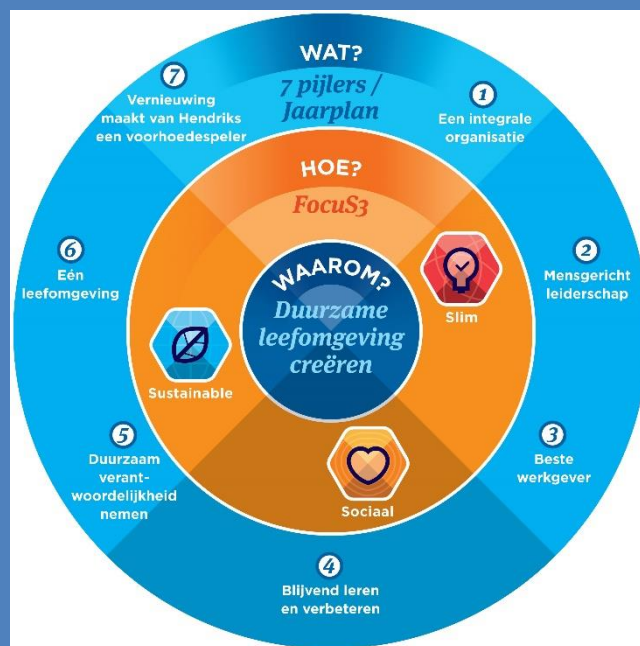 WAT?
7 pijlers /
Jaarplan
1
Een integrale
organisatie
2
Mensgericht
leiderschap
3
Beste
werkgever
4
Blijvend leren
en verbeteren
5
Duurzaam
verant-
woordelijkheid
nemen
6
Eén
leefomgeving
7
Vernieuwing
maakt van Hendriks
een voorhoedespeler
HOE?
FocuS3
Slim
Sociaal
Sustainable
WAAROM?
Duurzame
leefomgeving
creëren